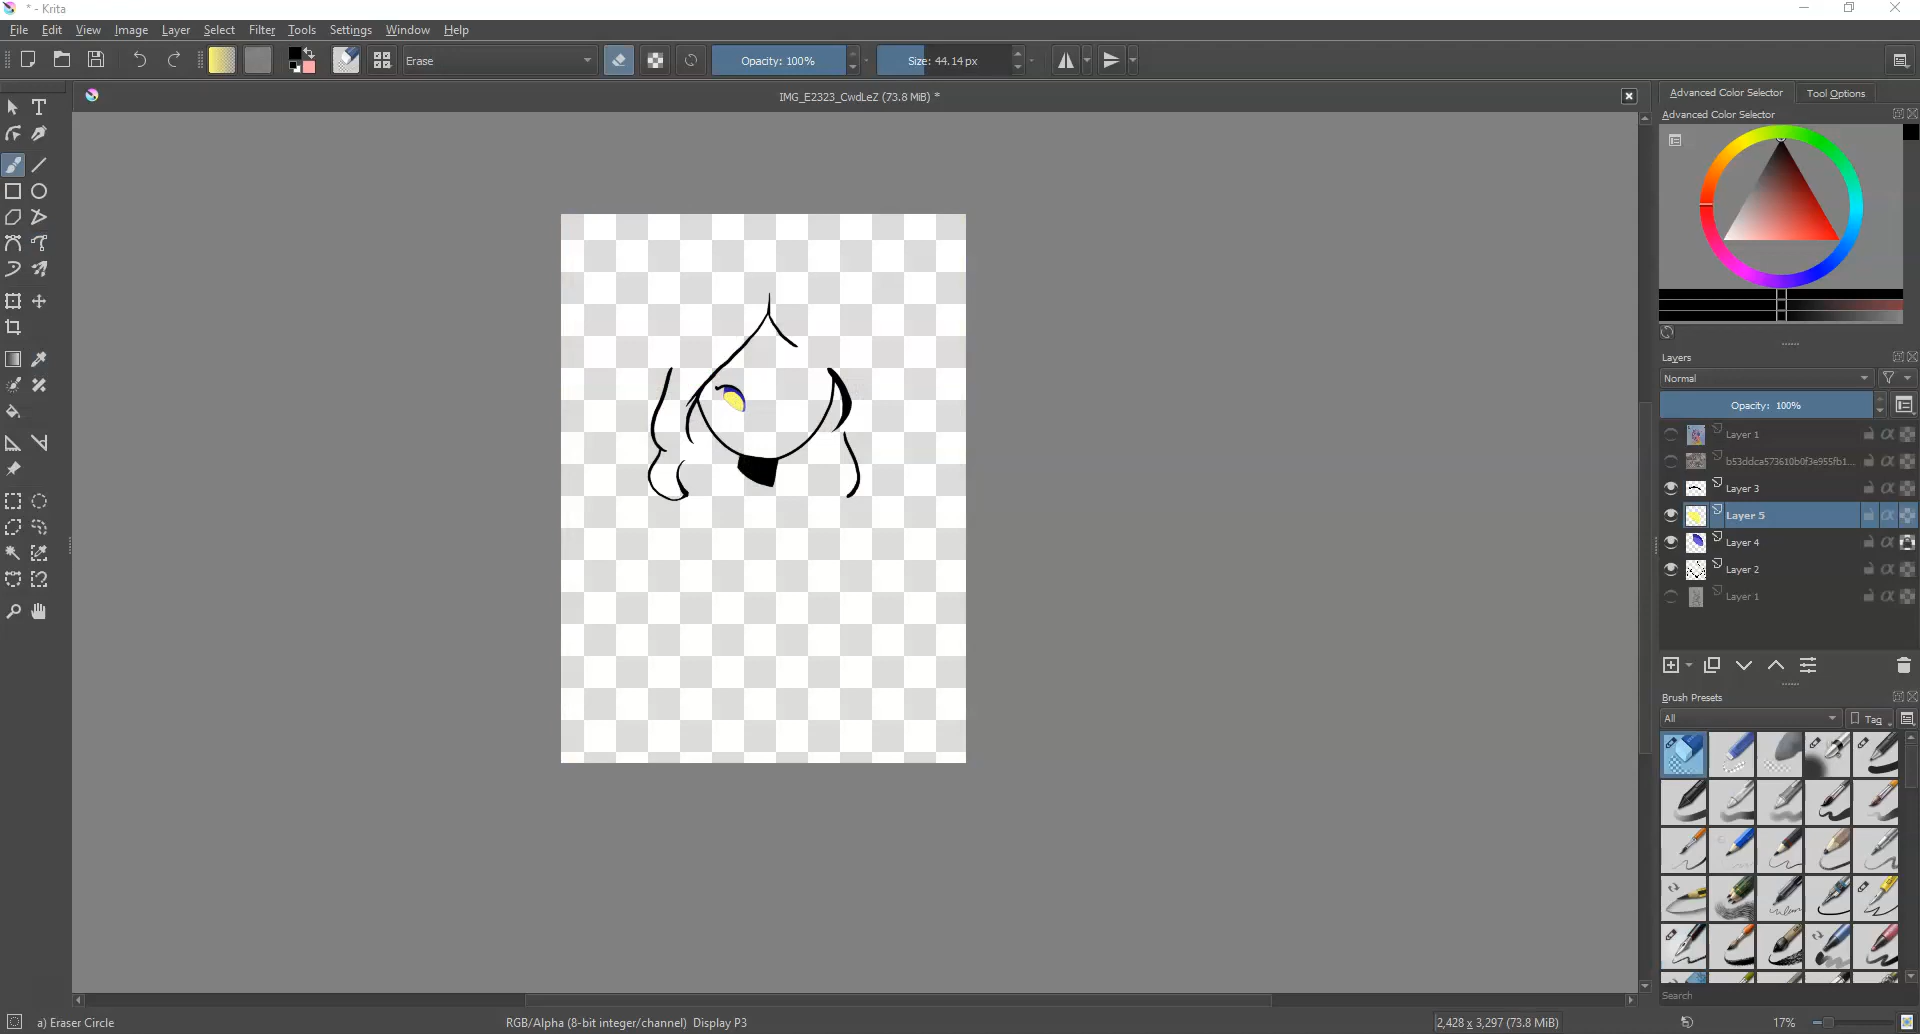 * - Krita
File Edit View Image Layer Select Filter Tools Settings Window Help
Erase Opacity: 100% Size: 44.14 px
IMG_E2323_CwdLeZ (73.8 MiB) *
Advanced Color Selector Tool Options
Advanced Color Selector
Layers
Normal
Opacity: 100%
Layer 1
b53ddca573610b0f3e955fb1...
Layer 3
Layer 5
Layer 4
Layer 2
Layer 1
Brush Presets
All Tag
Search
a) Eraser Circle RGB/Alpha (8-bit integer/channel) Display P3 2,428 x 3,297 (73.8 MiB) 17%